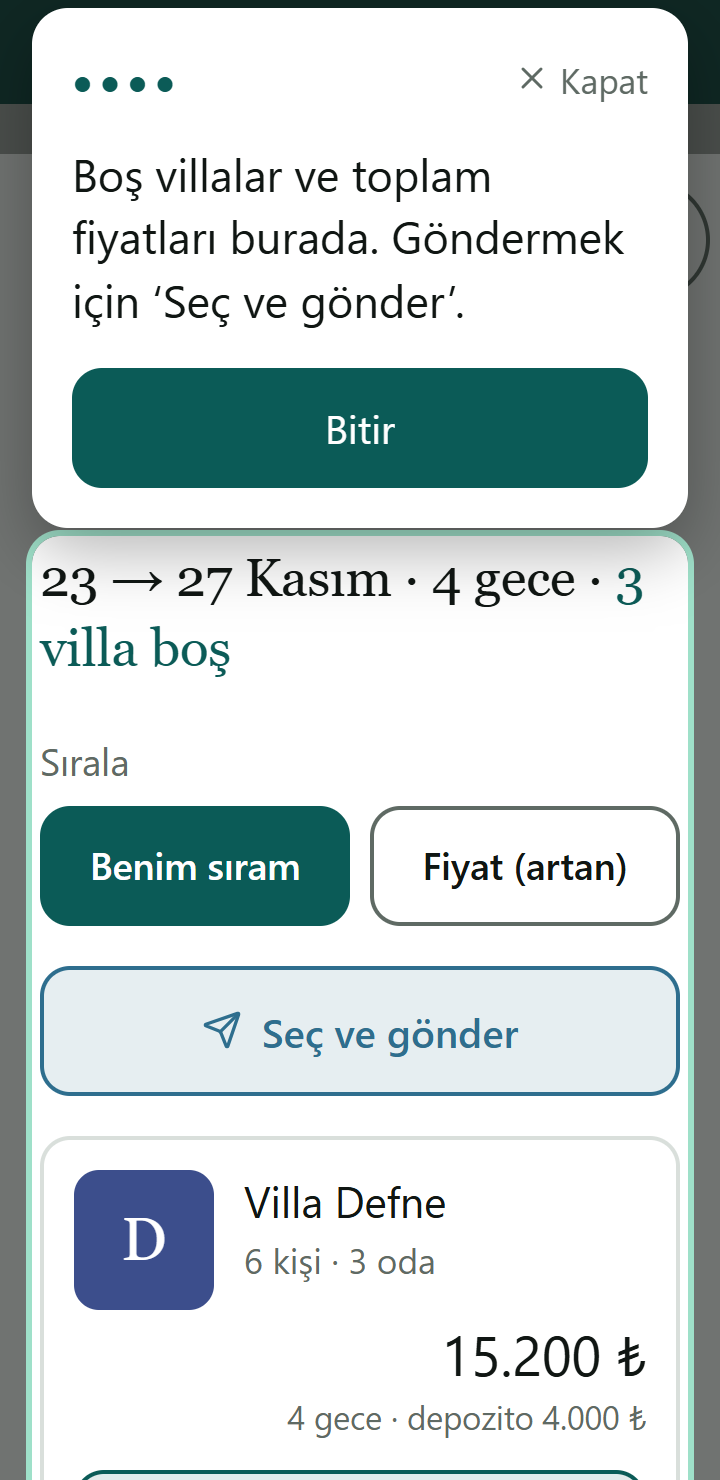 × Kapat
Boş villalar ve toplam
fiyatları burada. Göndermek
için ‘Seç ve gönder’.
Bitir
23 → 27 Kasım · 4 gece · 3
villa boş
Sırala
Benim sıram
Fiyat (artan)
Seç ve gönder
D
Villa Defne
6 kişi · 3 oda
15.200 ₺
4 gece · depozito 4.000 ₺